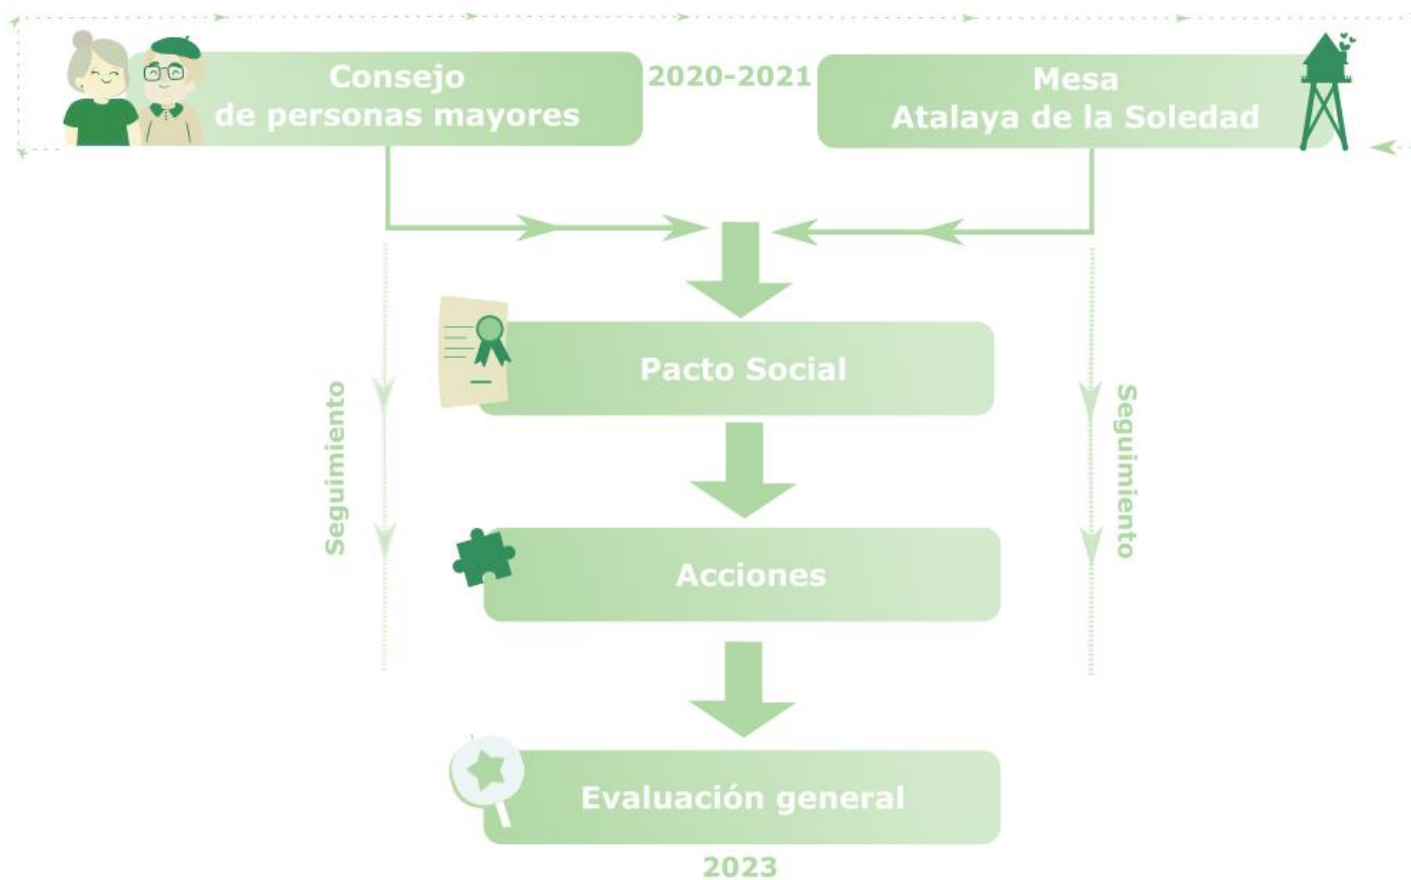 Consejo
de personas mayores
2020-2021
Mesa
Atalaya de la Soledad
Pacto Social
Seguimiento
Seguimiento
Acciones
Evaluación general
2023